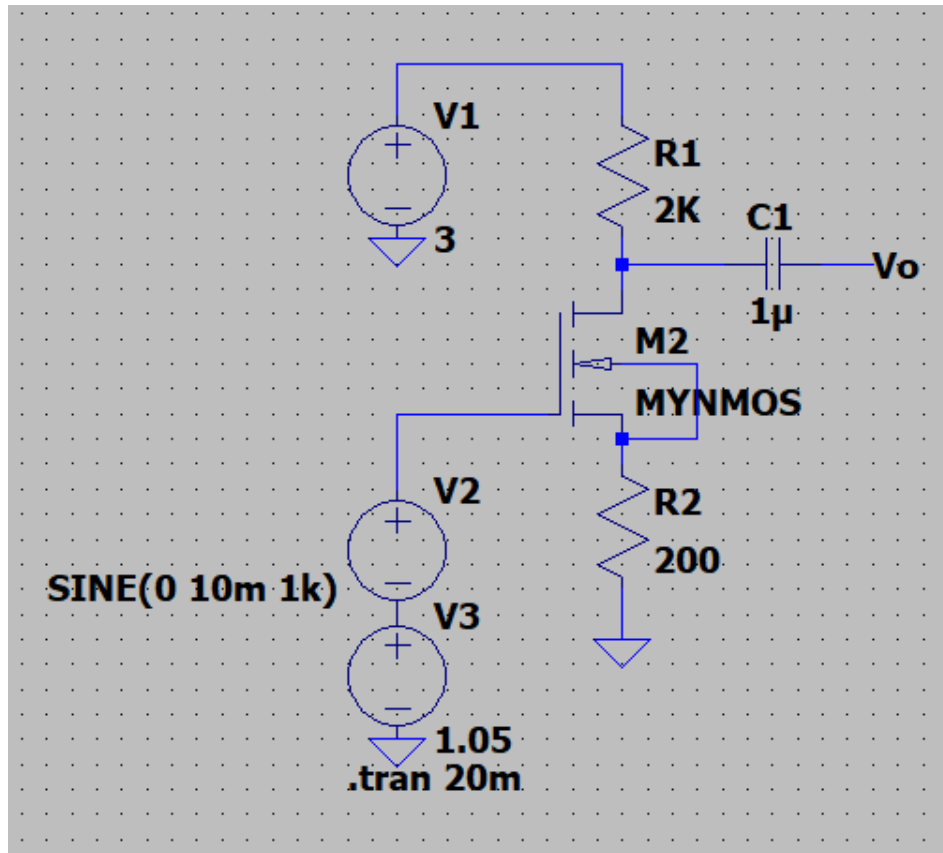 V1
3
R1
2K
C1
1µ
Vo
M2
MYNMOS
V2
SINE(0 10m 1k)
R2
200
V3
1.05
.tran 20m